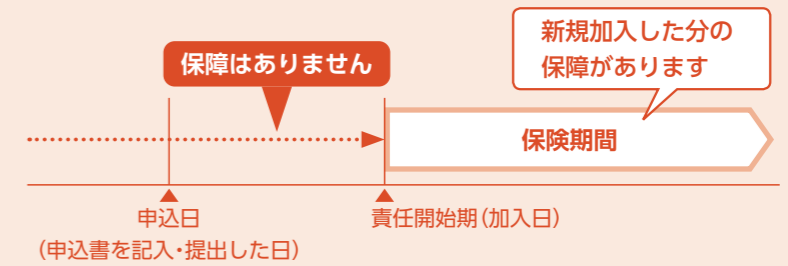 新規加入した分の
保障があります
保障はありません
保険期間
申込日
（申込書を記入・提出した日）
責任開始期（加入日）